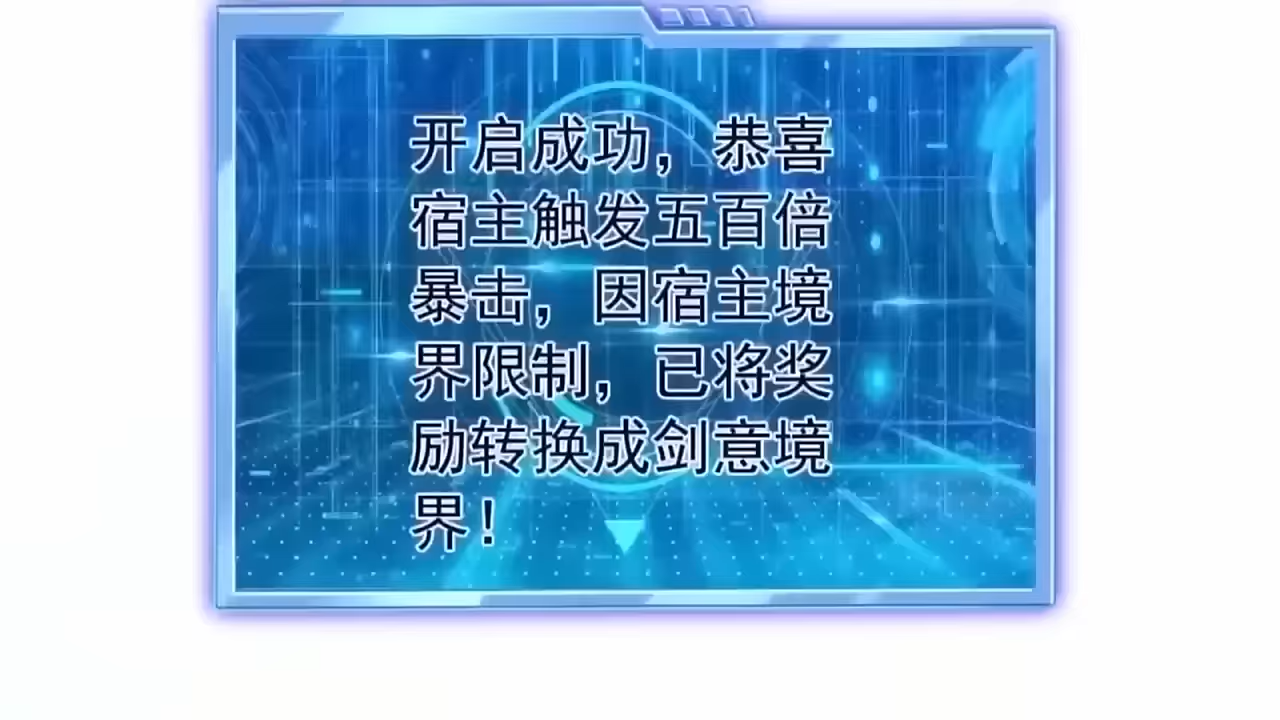 开启成功，恭喜
宿主触发五百倍
暴击，因宿主境
界限制，已将奖
励转换成剑意境
界！